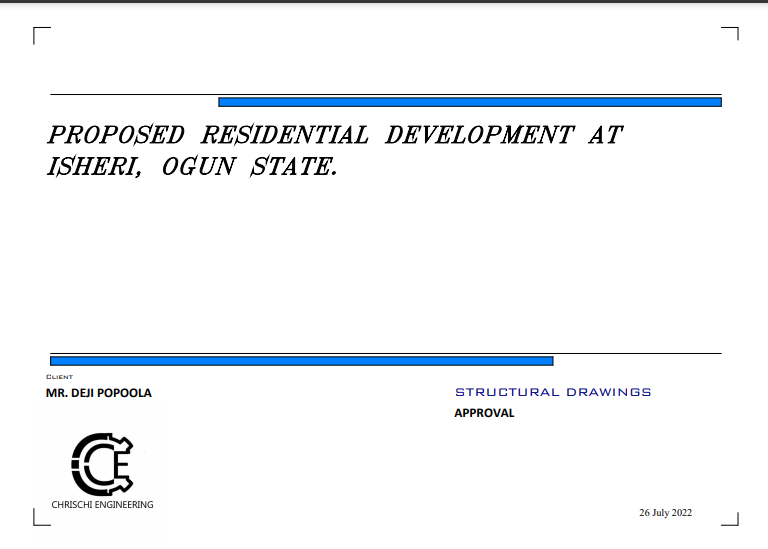 PROPOSED RESIDENTIAL DEVELOPMENT AT
ISHERI, OGUN STATE.
CLIENT
MR. DEJI POPOOLA
STRUCTURAL DRAWINGS
APPROVAL
CHRISCHI ENGINEERING
26 July 2022